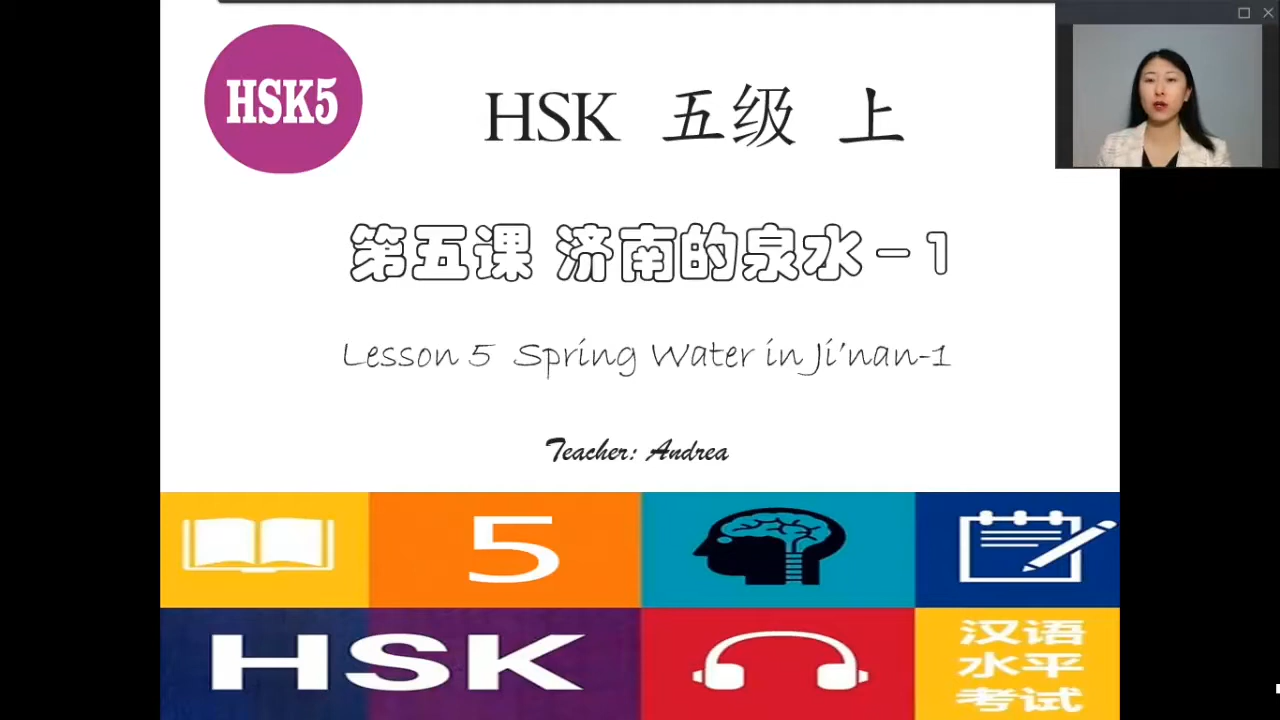 HSK5
HSK 五级 上
第五课 济南的泉水-1
Lesson 5 Spring Water in Ji'nan-1
Teacher: Andrea
5
HSK
汉语
水平
考试